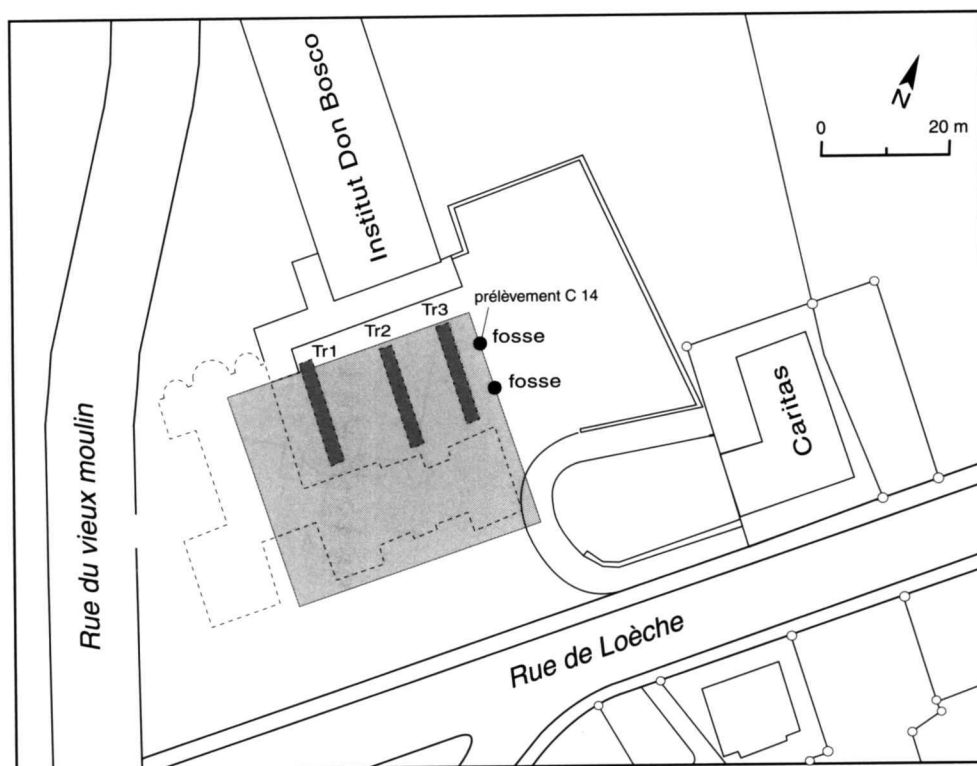 Institut Don Bosco
N
0 20 m
prélèvement C 14
Tr3
fosse
Tr2
Tr1
fosse
Caritas
Rue du vieux moulin
Rue de Loèche